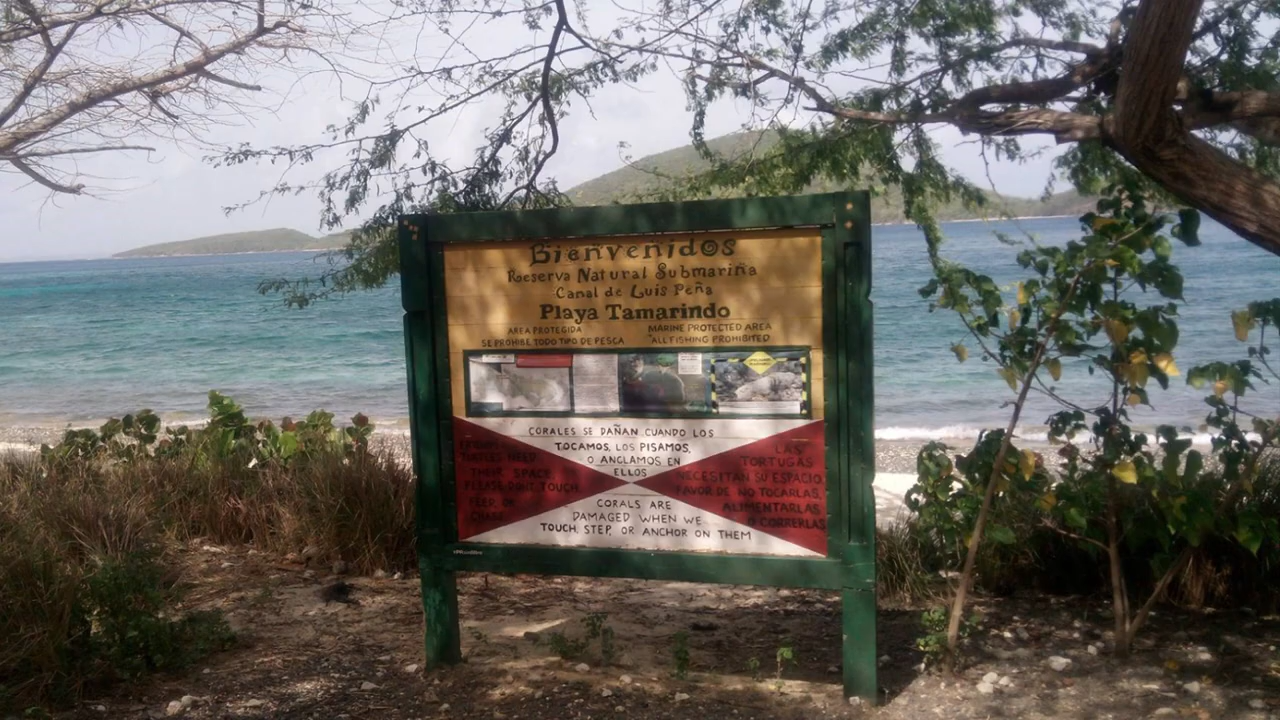 Bienvenidos
Reserva Natural Submariña
Canal de Luis Peña
Playa Tamarindo
AREA PROTEGIDA
SE PROHIBE TODO TIPO DE PESCA
MARINE PROTECTED AREA
*ALL FISHING PROHIBITED
CORALES SE DAÑAN CUANDO LOS
TOCAMOS, LOS PISAMOS,
O ANCLAMOS EN
ELLOS
TURTLES NEED
THEIR SPACE
PLEASE DON'T TOUCH,
FEED, OR
CHASE
LAS
TORTUGAS
NECESITAN SU ESPACIO.
FAVOR DE NO TOCARLAS,
ALIMENTARLAS
O CORRERLAS
CORALS ARE
DAMAGED WHEN WE
TOUCH, STEP, OR ANCHOR ON THEM